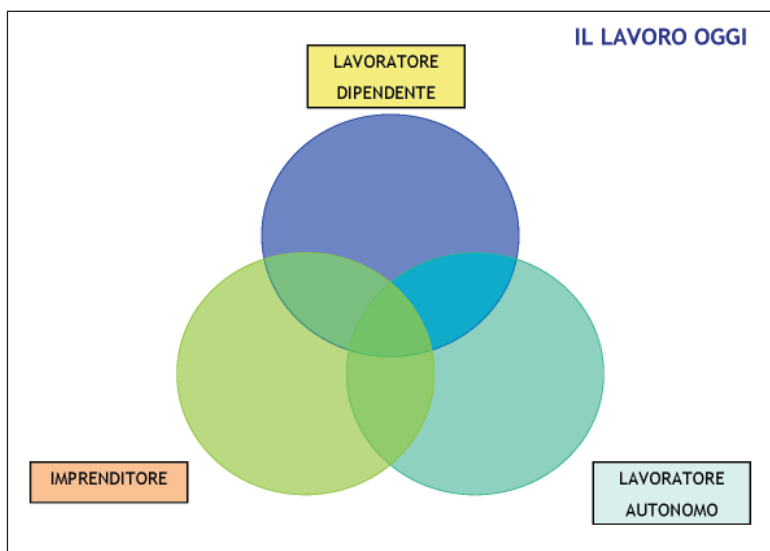 IL LAVORO OGGI
LAVORATORE
DIPENDENTE
IMPRENDITORE
LAVORATORE
AUTONOMO